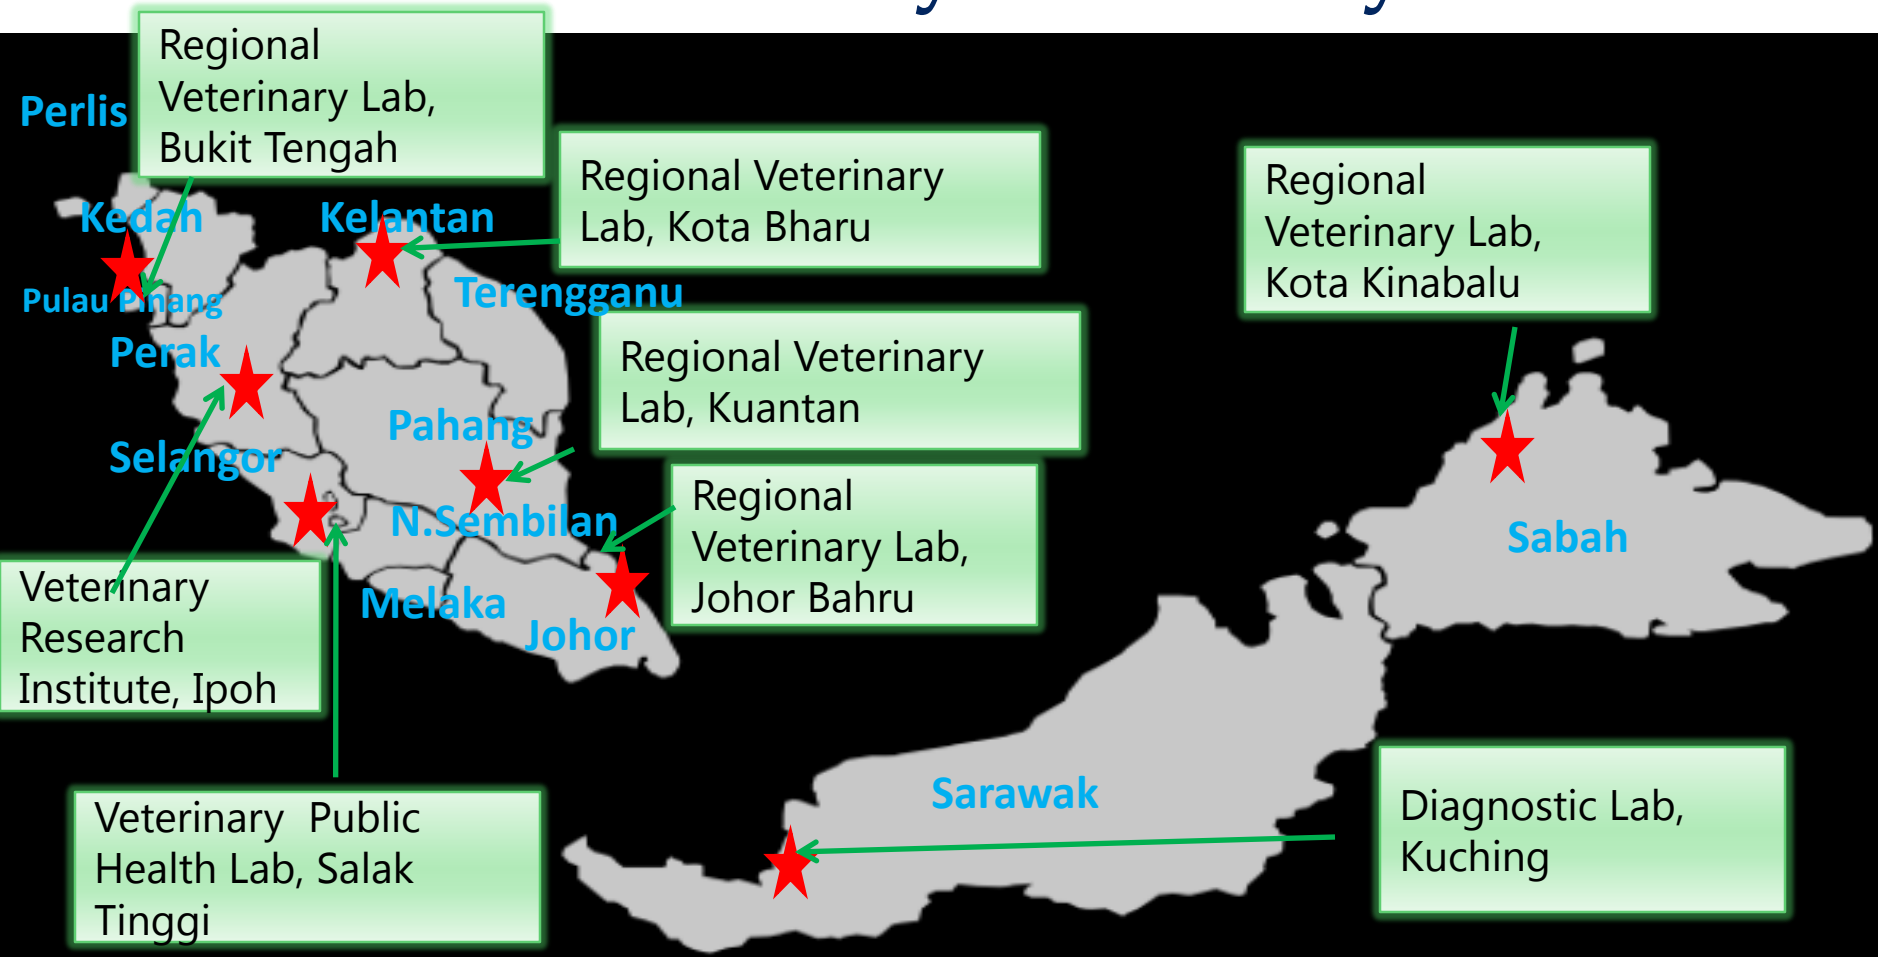 Regional
Veterinary Lab,
Bukit Tengah
Perlis
Regional Veterinary
Lab, Kota Bharu
Regional
Veterinary Lab,
Kota Kinabalu
Kedah
Kelantan
Terengganu
Pulau Pinang
Perak
Regional Veterinary
Lab, Kuantan
Pahang
Selangor
Regional
Veterinary Lab,
Johor Bahru
N.Sembilan
Sabah
Veterinary
Research
Institute, Ipoh
Melaka
Johor
Sarawak
Veterinary  Public
Health Lab, Salak
Tinggi
Diagnostic Lab,
Kuching